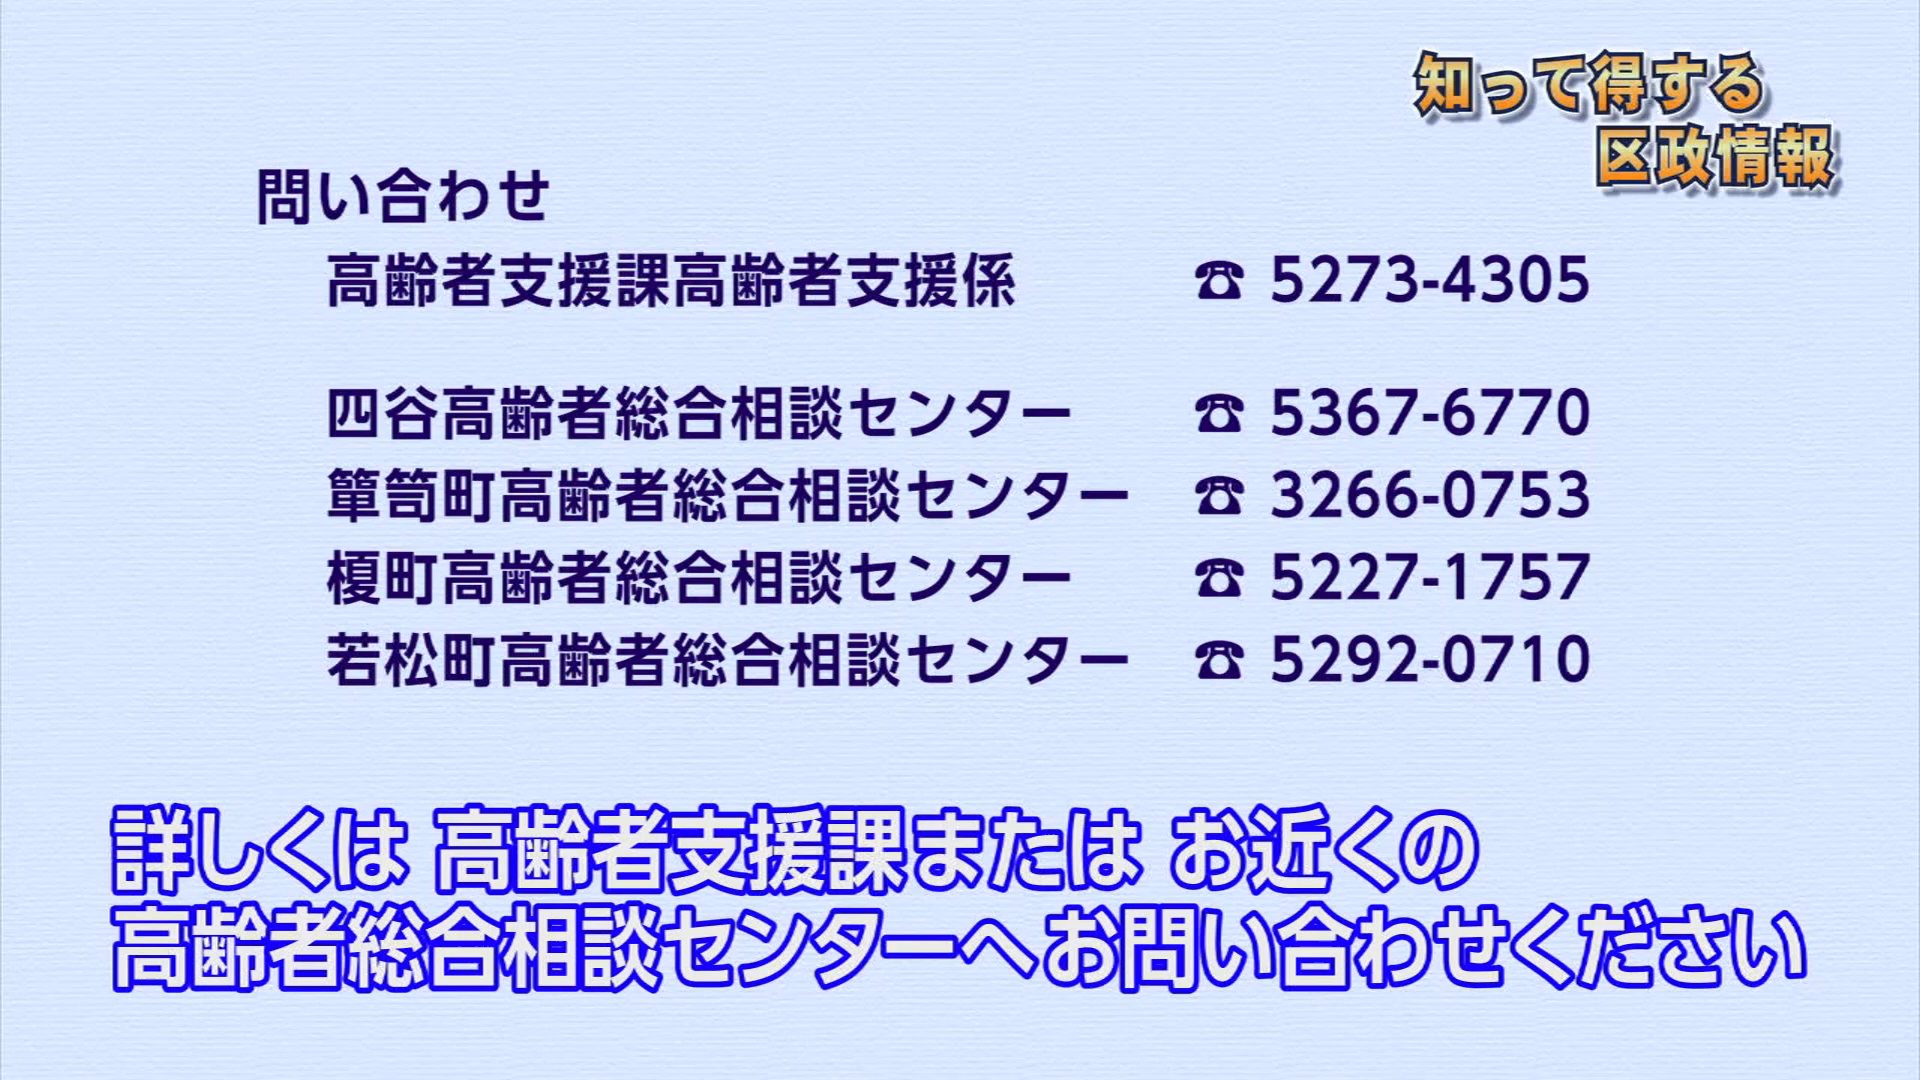 知って得する
区政情報
問い合わせ
高齢者支援課高齢者支援係 ☎ 5273-4305
四谷高齢者総合相談センター ☎ 5367-6770
簞笥町高齢者総合相談センター ☎ 3266-0753
榎町高齢者総合相談センター ☎ 5227-1757
若松町高齢者総合相談センター ☎ 5292-0710
詳しくは 高齢者支援課または お近くの
高齢者総合相談センターへお問い合わせください